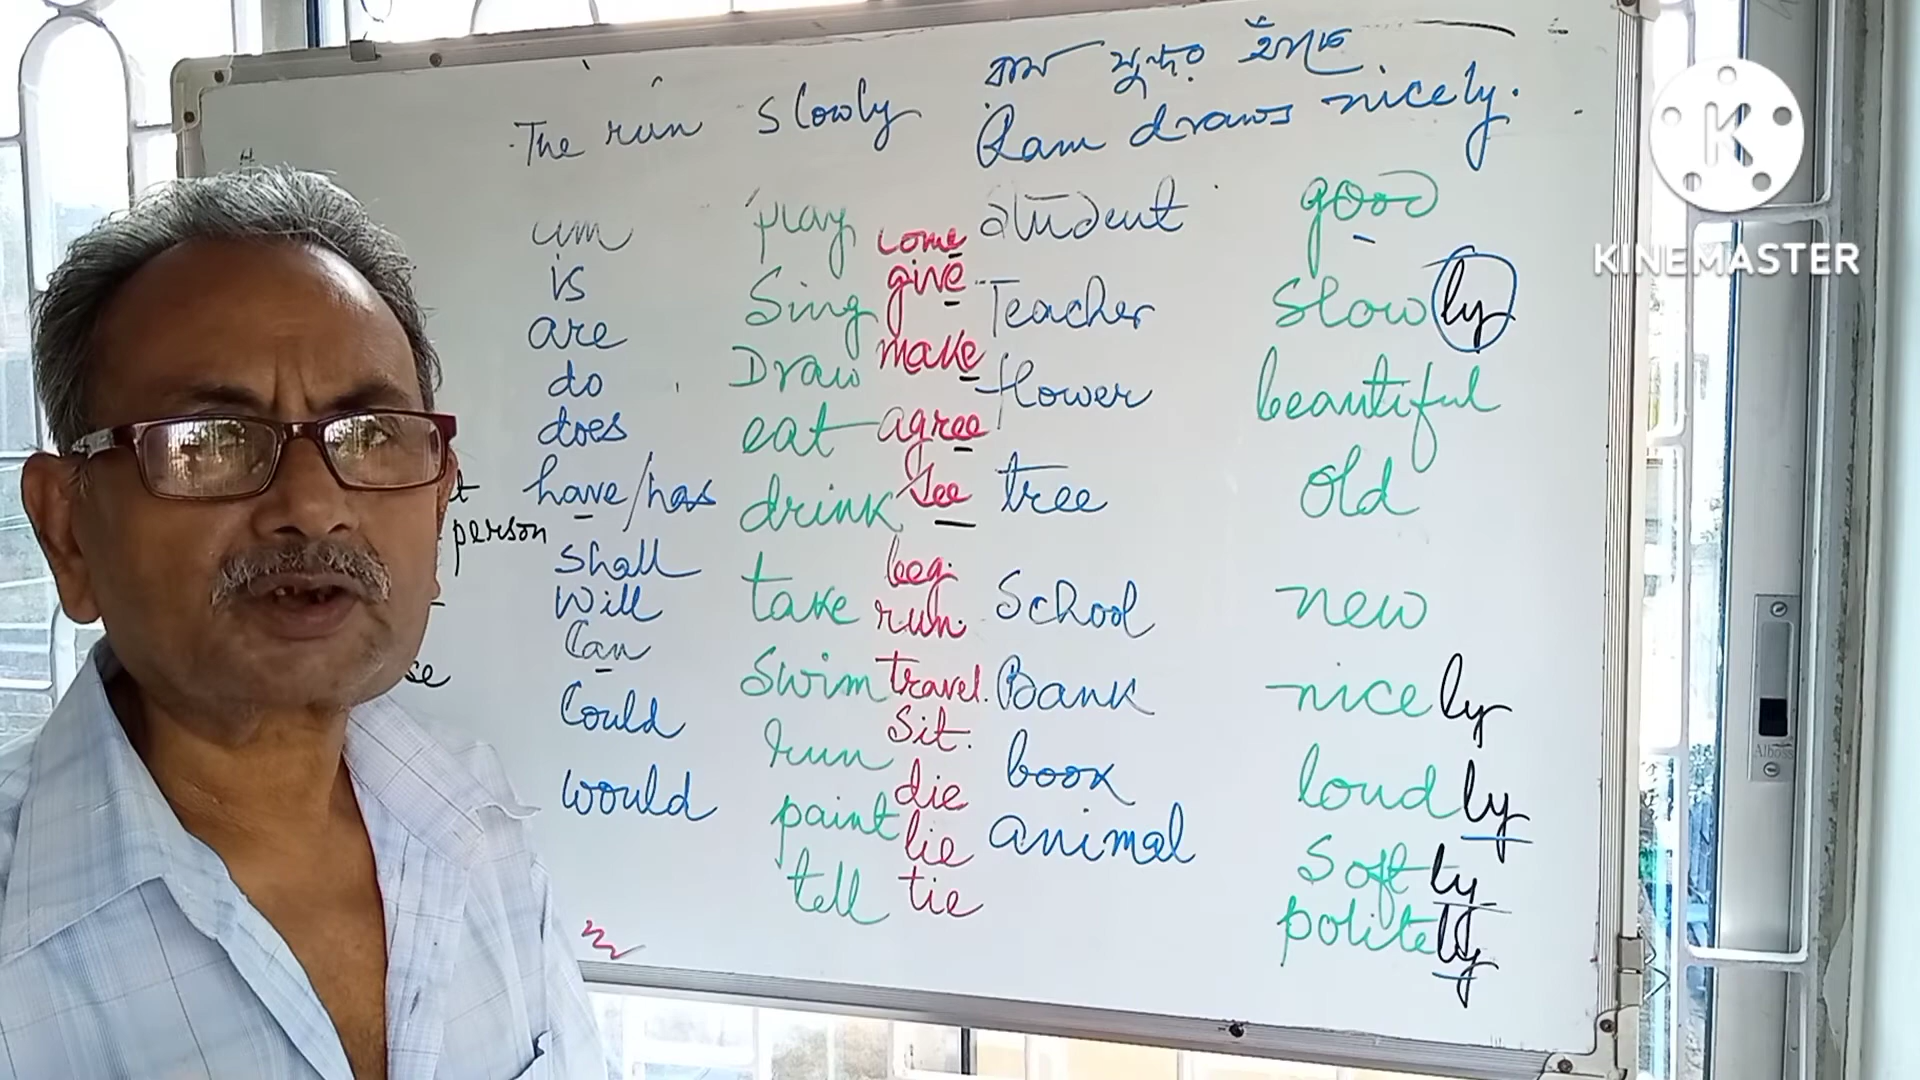 রাম সুন্দর আঁকে
The run slowly Ram draws nicely.
am play come student good
is Sing give Teacher slowly
are Draw make flower beautiful
do eat agree tree old
does drink see School new
have/has take beg. Bank nicely
person
shall Swim run. book loudly
Will run travel. animal softly
Can paint Sit. politely
Could tell die
would lie
tie
KINEMASTER
Alboss